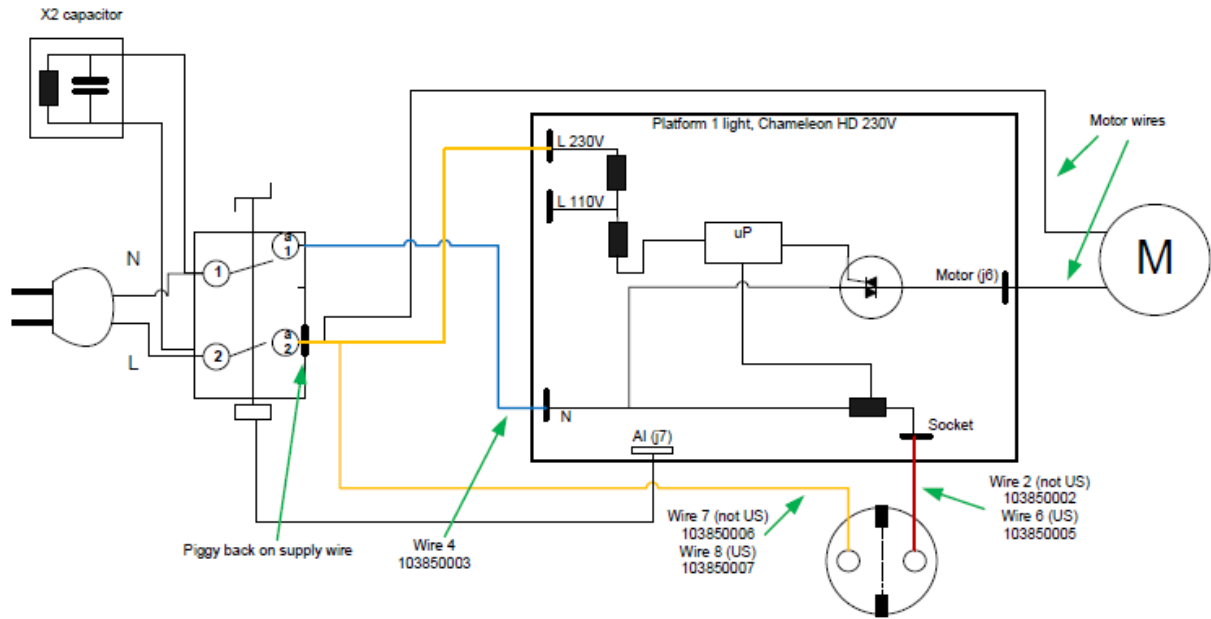 X2 capacitor
Platform 1 light, Chameleon HD 230V
Motor wires
L 230V
L 110V
uP
a
1
N
1
M
Motor (j6)
a
2
2
L
N
Socket
AI (j7)
Wire 2 (not US)
103850002
Wire 6 (US)
103850005
Wire 7 (not US)
103850006
Wire 8 (US)
103850007
Wire 4
103850003
Piggy back on supply wire